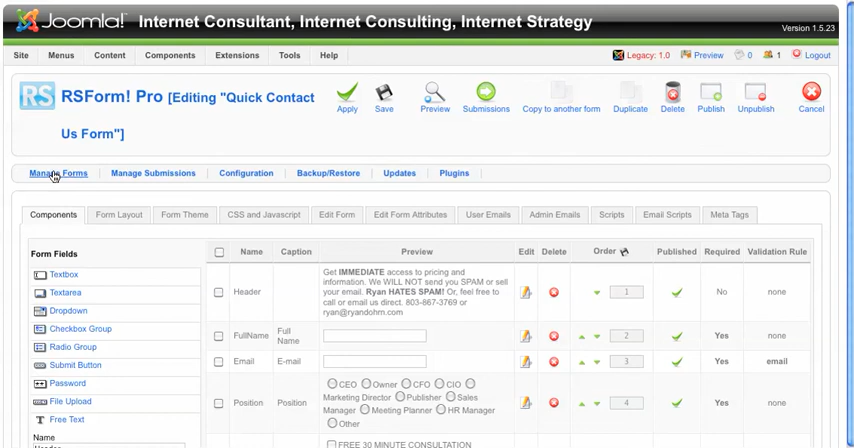 Joomla! Internet Consultant, Internet Consulting, Internet Strategy
Version 1.5.23
Site Menus Content Components Extensions Tools Help
Legacy: 1.0 Preview 0 1 Logout
RS RSForm! Pro [Editing "Quick Contact
Us Form"]
Apply Save Preview Submissions Copy to another form Duplicate Delete Publish Unpublish Cancel
Manage Forms Manage Submissions Configuration Backup/Restore Updates Plugins
Components Form Layout Form Theme CSS and Javascript Edit Form Edit Form Attributes User Emails Admin Emails Scripts Email Scripts Meta Tags
Form Fields
Textbox
Textarea
Dropdown
Checkbox Group
Radio Group
Submit Button
Password
File Upload
Free Text
Name
Header
Name Caption Preview Edit Delete Order Published Required Validation Rule
Header
Get IMMEDIATE access to pricing and
information. We WILL NOT send you SPAM or sell
your email. Ryan HATES SPAM! Or, feel free to
call or email us direct. 803-867-3769 or
ryan@ryandohrn.com
1 No none
FullName
Full
Name
2 Yes none
Email E-mail 3 Yes email
Position Position
CEO Owner CFO CIO
Marketing Director Publisher Sales
Manager Meeting Planner HR Manager
Other
4 Yes none
FREE 30 MINUTE CONSULTATION